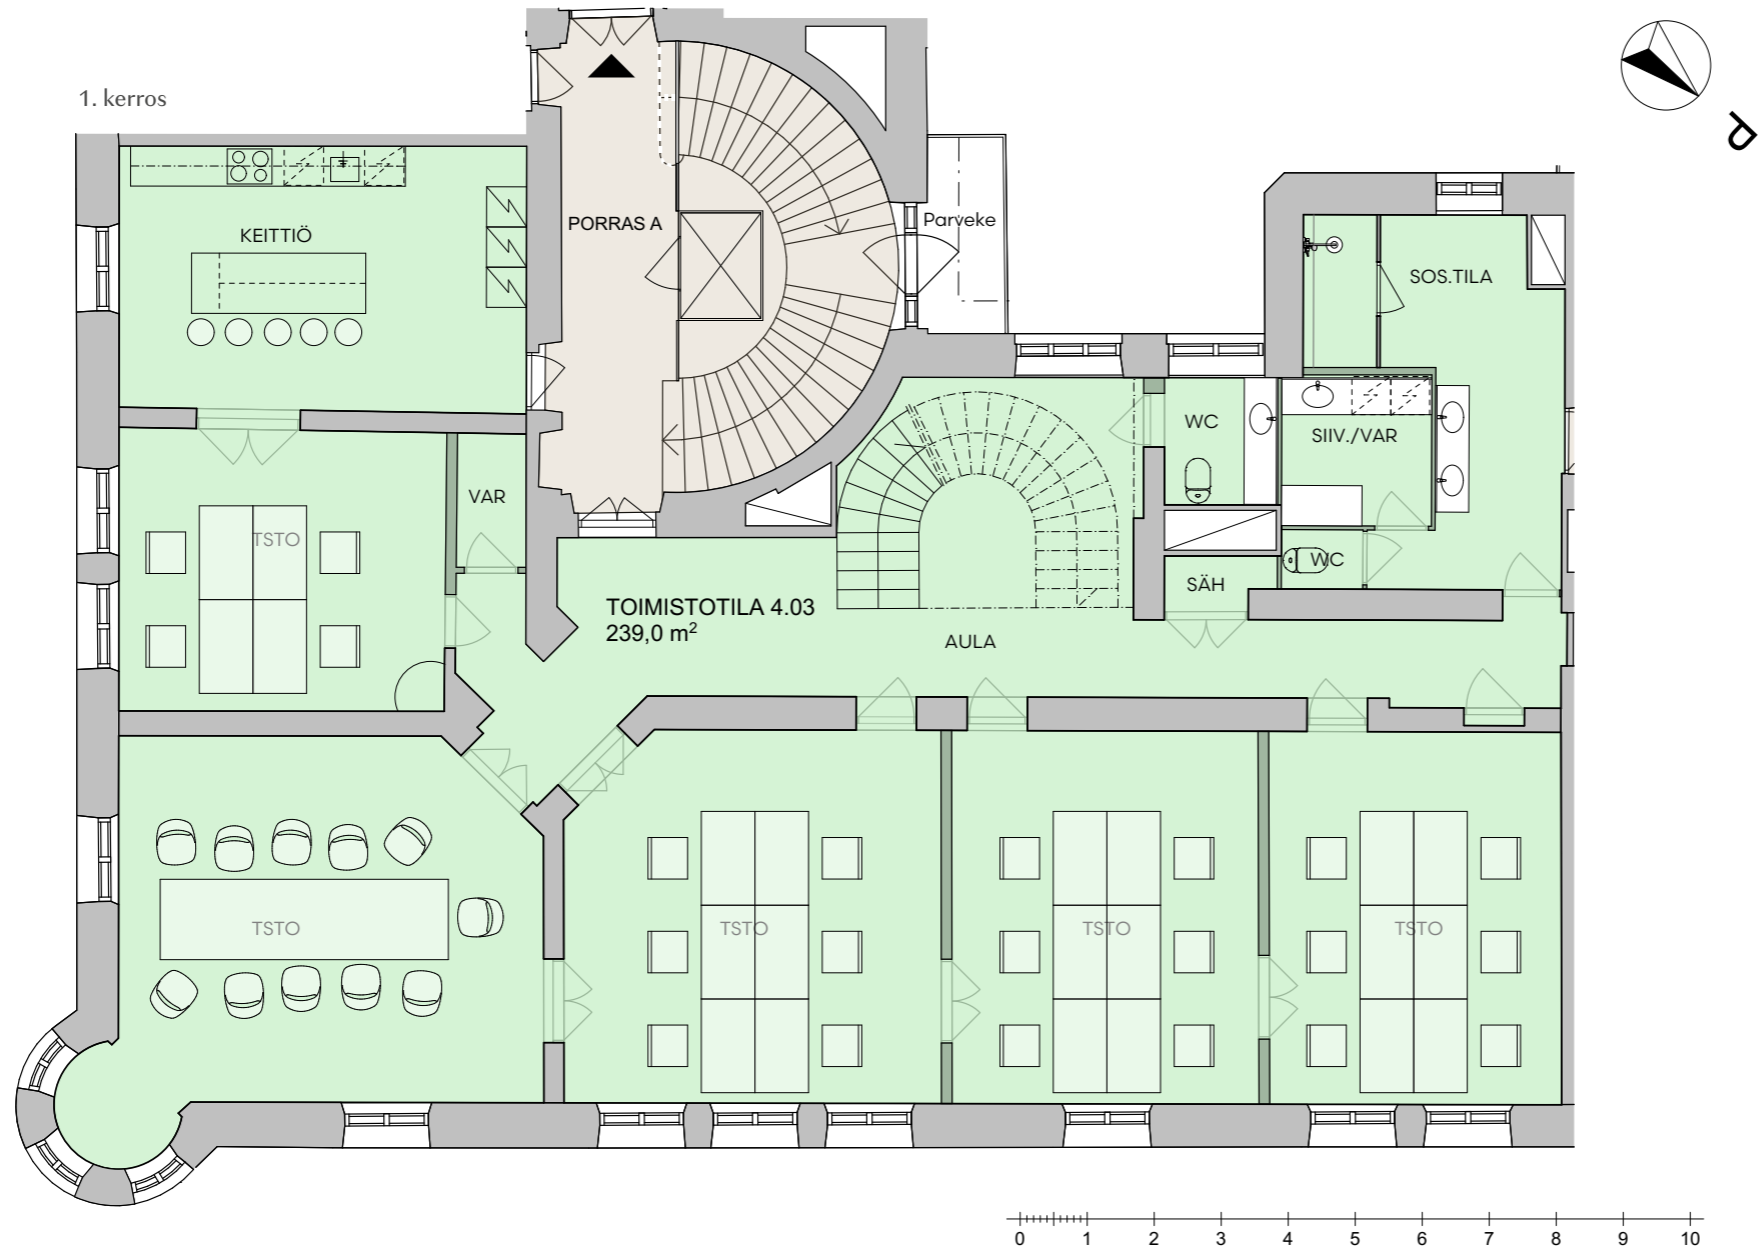 1. kerros
P
KEITTIÖ
PORRAS A
Parveke
SOS.TILA
WC
SIIV./VAR
VAR
TSTO
WC
SÄH
TOIMISTOTILA 4.03
239,0 m²
AULA
TSTO
TSTO
TSTO
TSTO
0 1 2 3 4 5 6 7 8 9 10